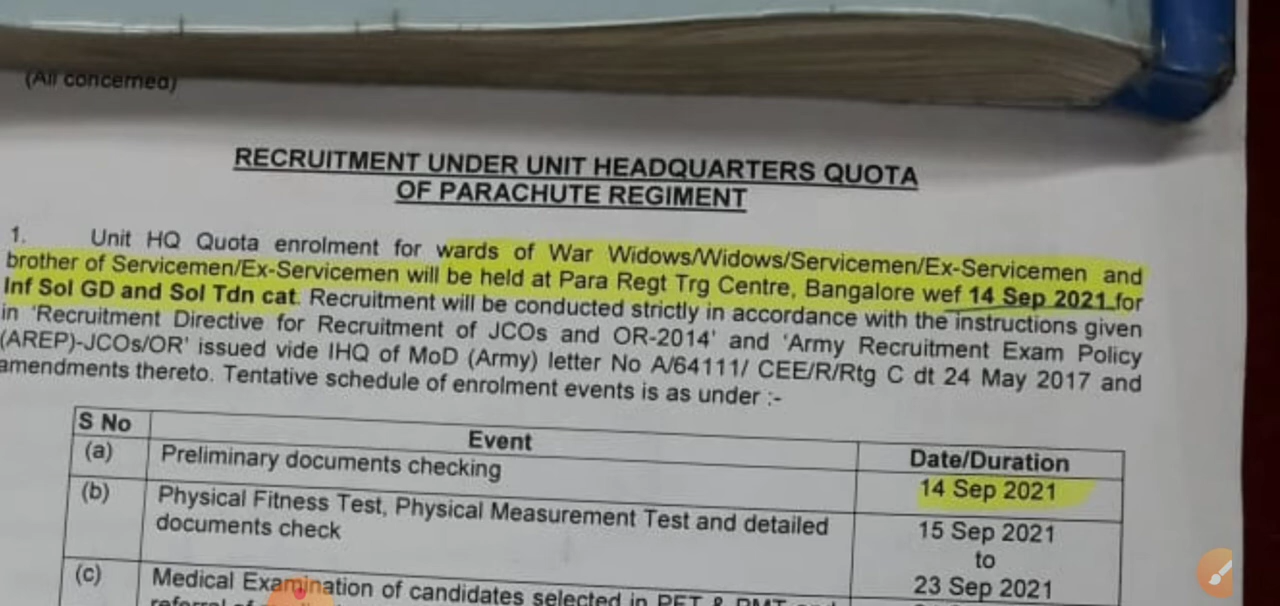 (All concerned)
RECRUITMENT UNDER UNIT HEADQUARTERS QUOTA
OF PARACHUTE REGIMENT
1. Unit HQ Quota enrolment for wards of War Widows/Widows/Servicemen/Ex-Servicemen and
brother of Servicemen/Ex-Servicemen will be held at Para Regt Trg Centre, Bangalore wef 14 Sep 2021 for
Inf Sol GD and Sol Tdn cat. Recruitment will be conducted strictly in accordance with the instructions given
in 'Recruitment Directive for Recruitment of JCOs and OR-2014' and 'Army Recruitment Exam Policy
(AREP)-JCOs/OR' issued vide IHQ of MoD (Army) letter No A/64111/ CEE/R/Rtg C dt 24 May 2017 and
amendments thereto. Tentative schedule of enrolment events is as under :-
S No Event Date/Duration
(a) Preliminary documents checking 14 Sep 2021
(b) Physical Fitness Test, Physical Measurement Test and detailed 15 Sep 2021
documents check to
23 Sep 2021
(c) Medical Examination of candidates selected in PFT & PMT and
referral of